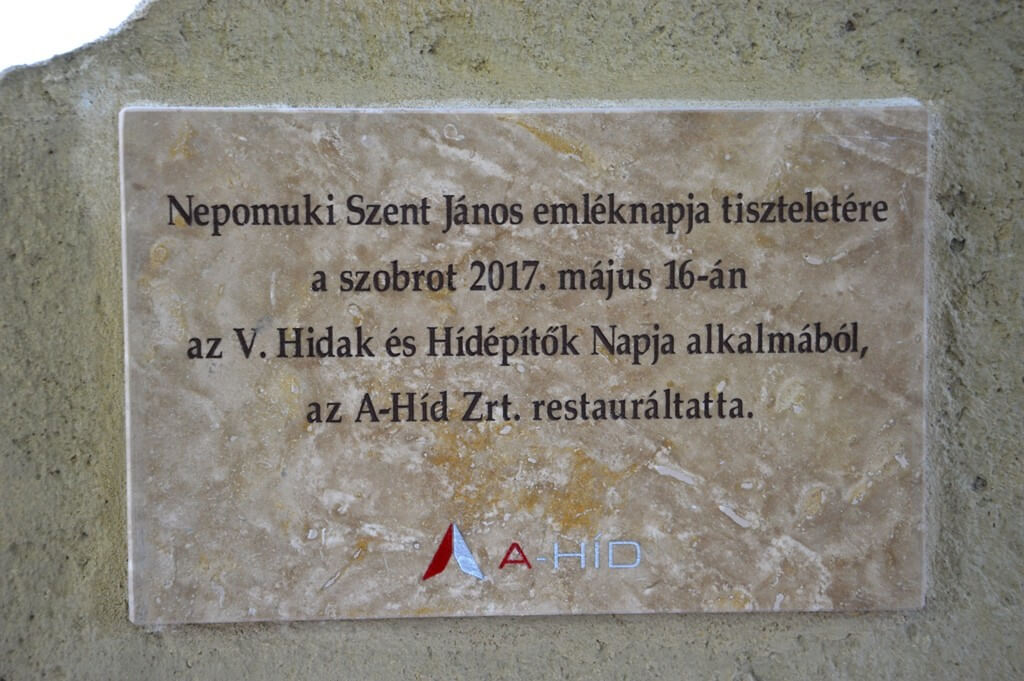 Nepomuki Szent János emléknapja tiszteletére
a szobrot 2017. május 16-án
az V. Hidak és Hídépítők Napja alkalmából,
az A-Híd Zrt. restauráltatta.
A-HÍD